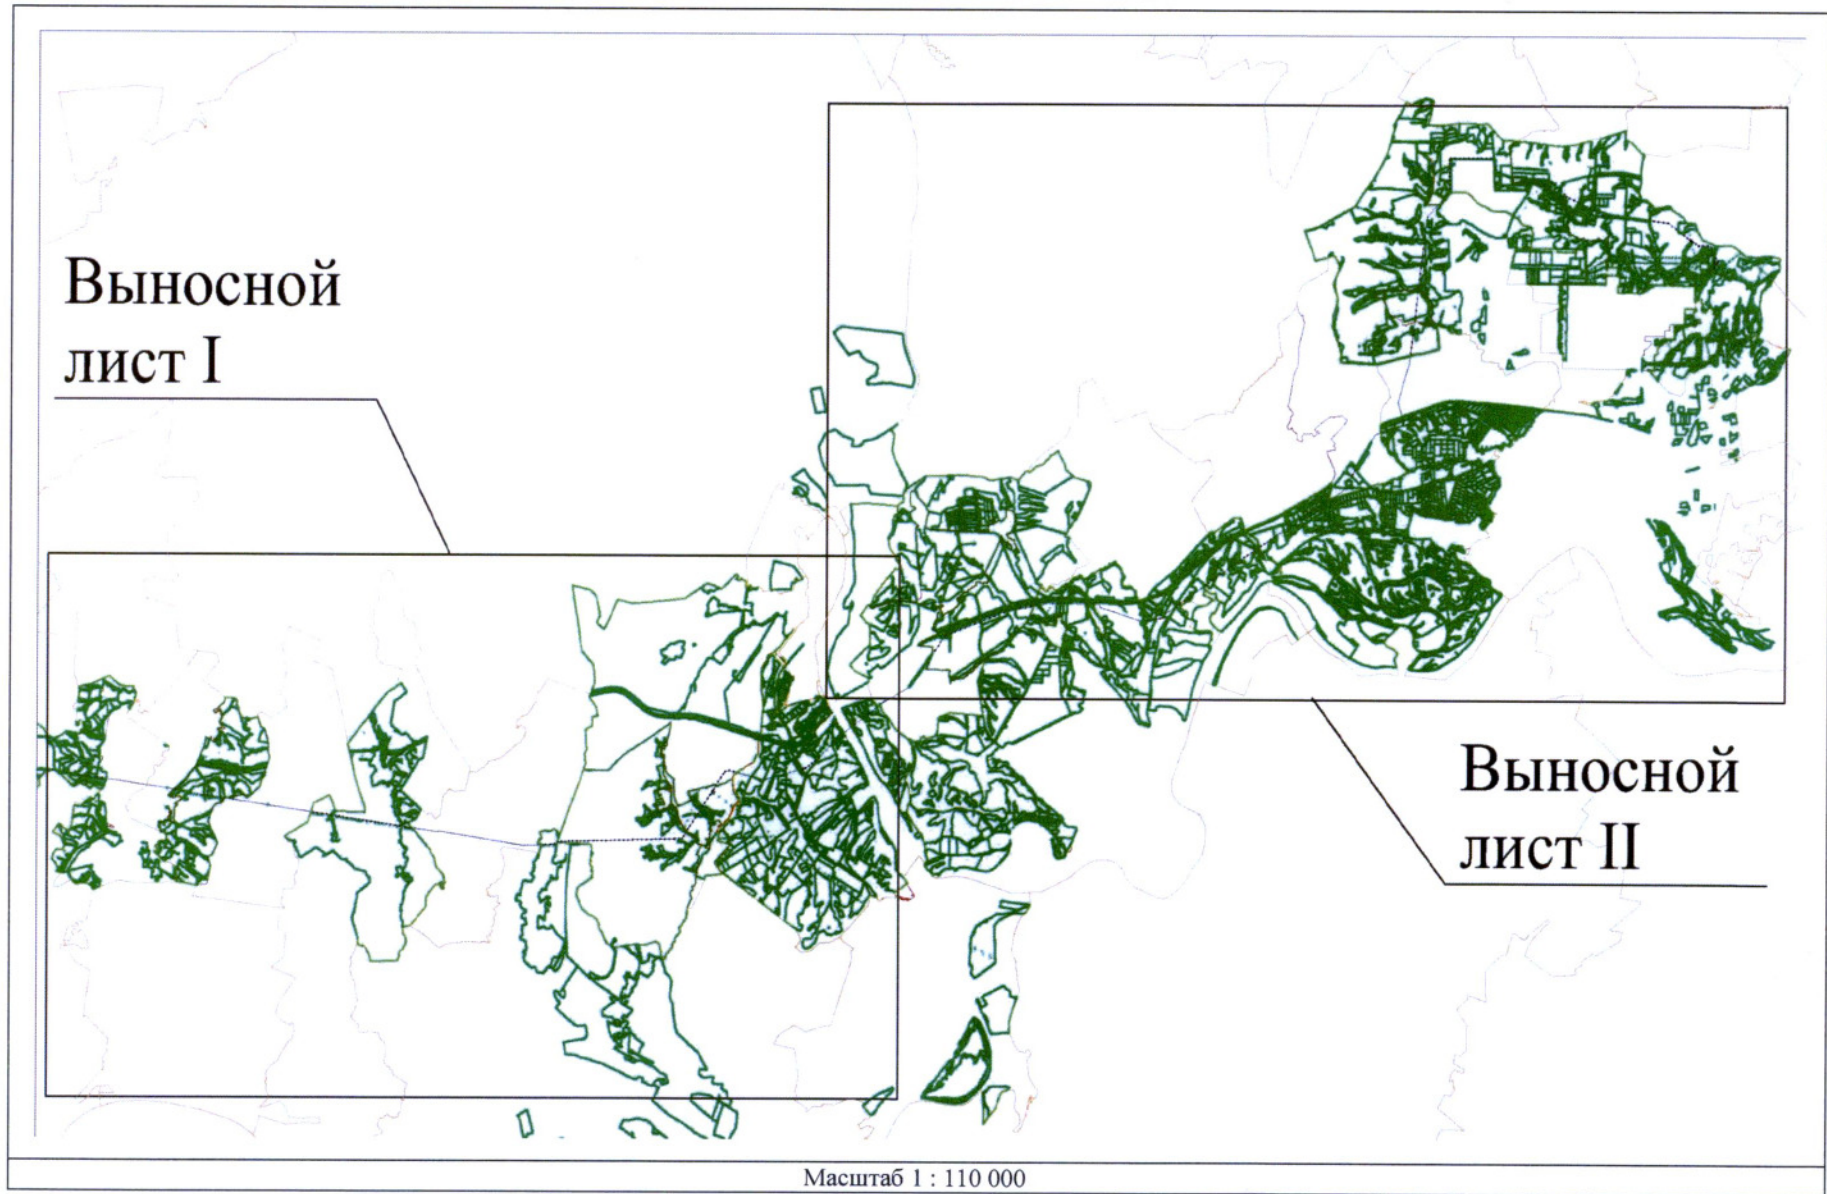 Выносной
лист I
Выносной
лист II
Масштаб 1 : 110 000